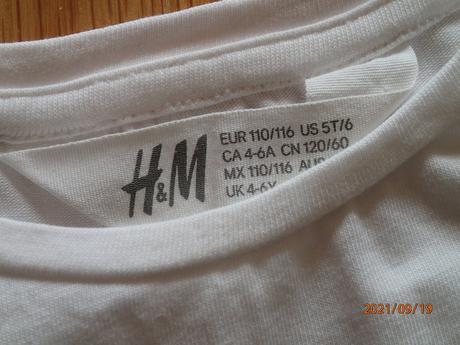 H&M
EUR 110/116 US 5T/6
CA 4-6A CN 120/60
MX 110/116
UK 4-6Y
2021/09/19